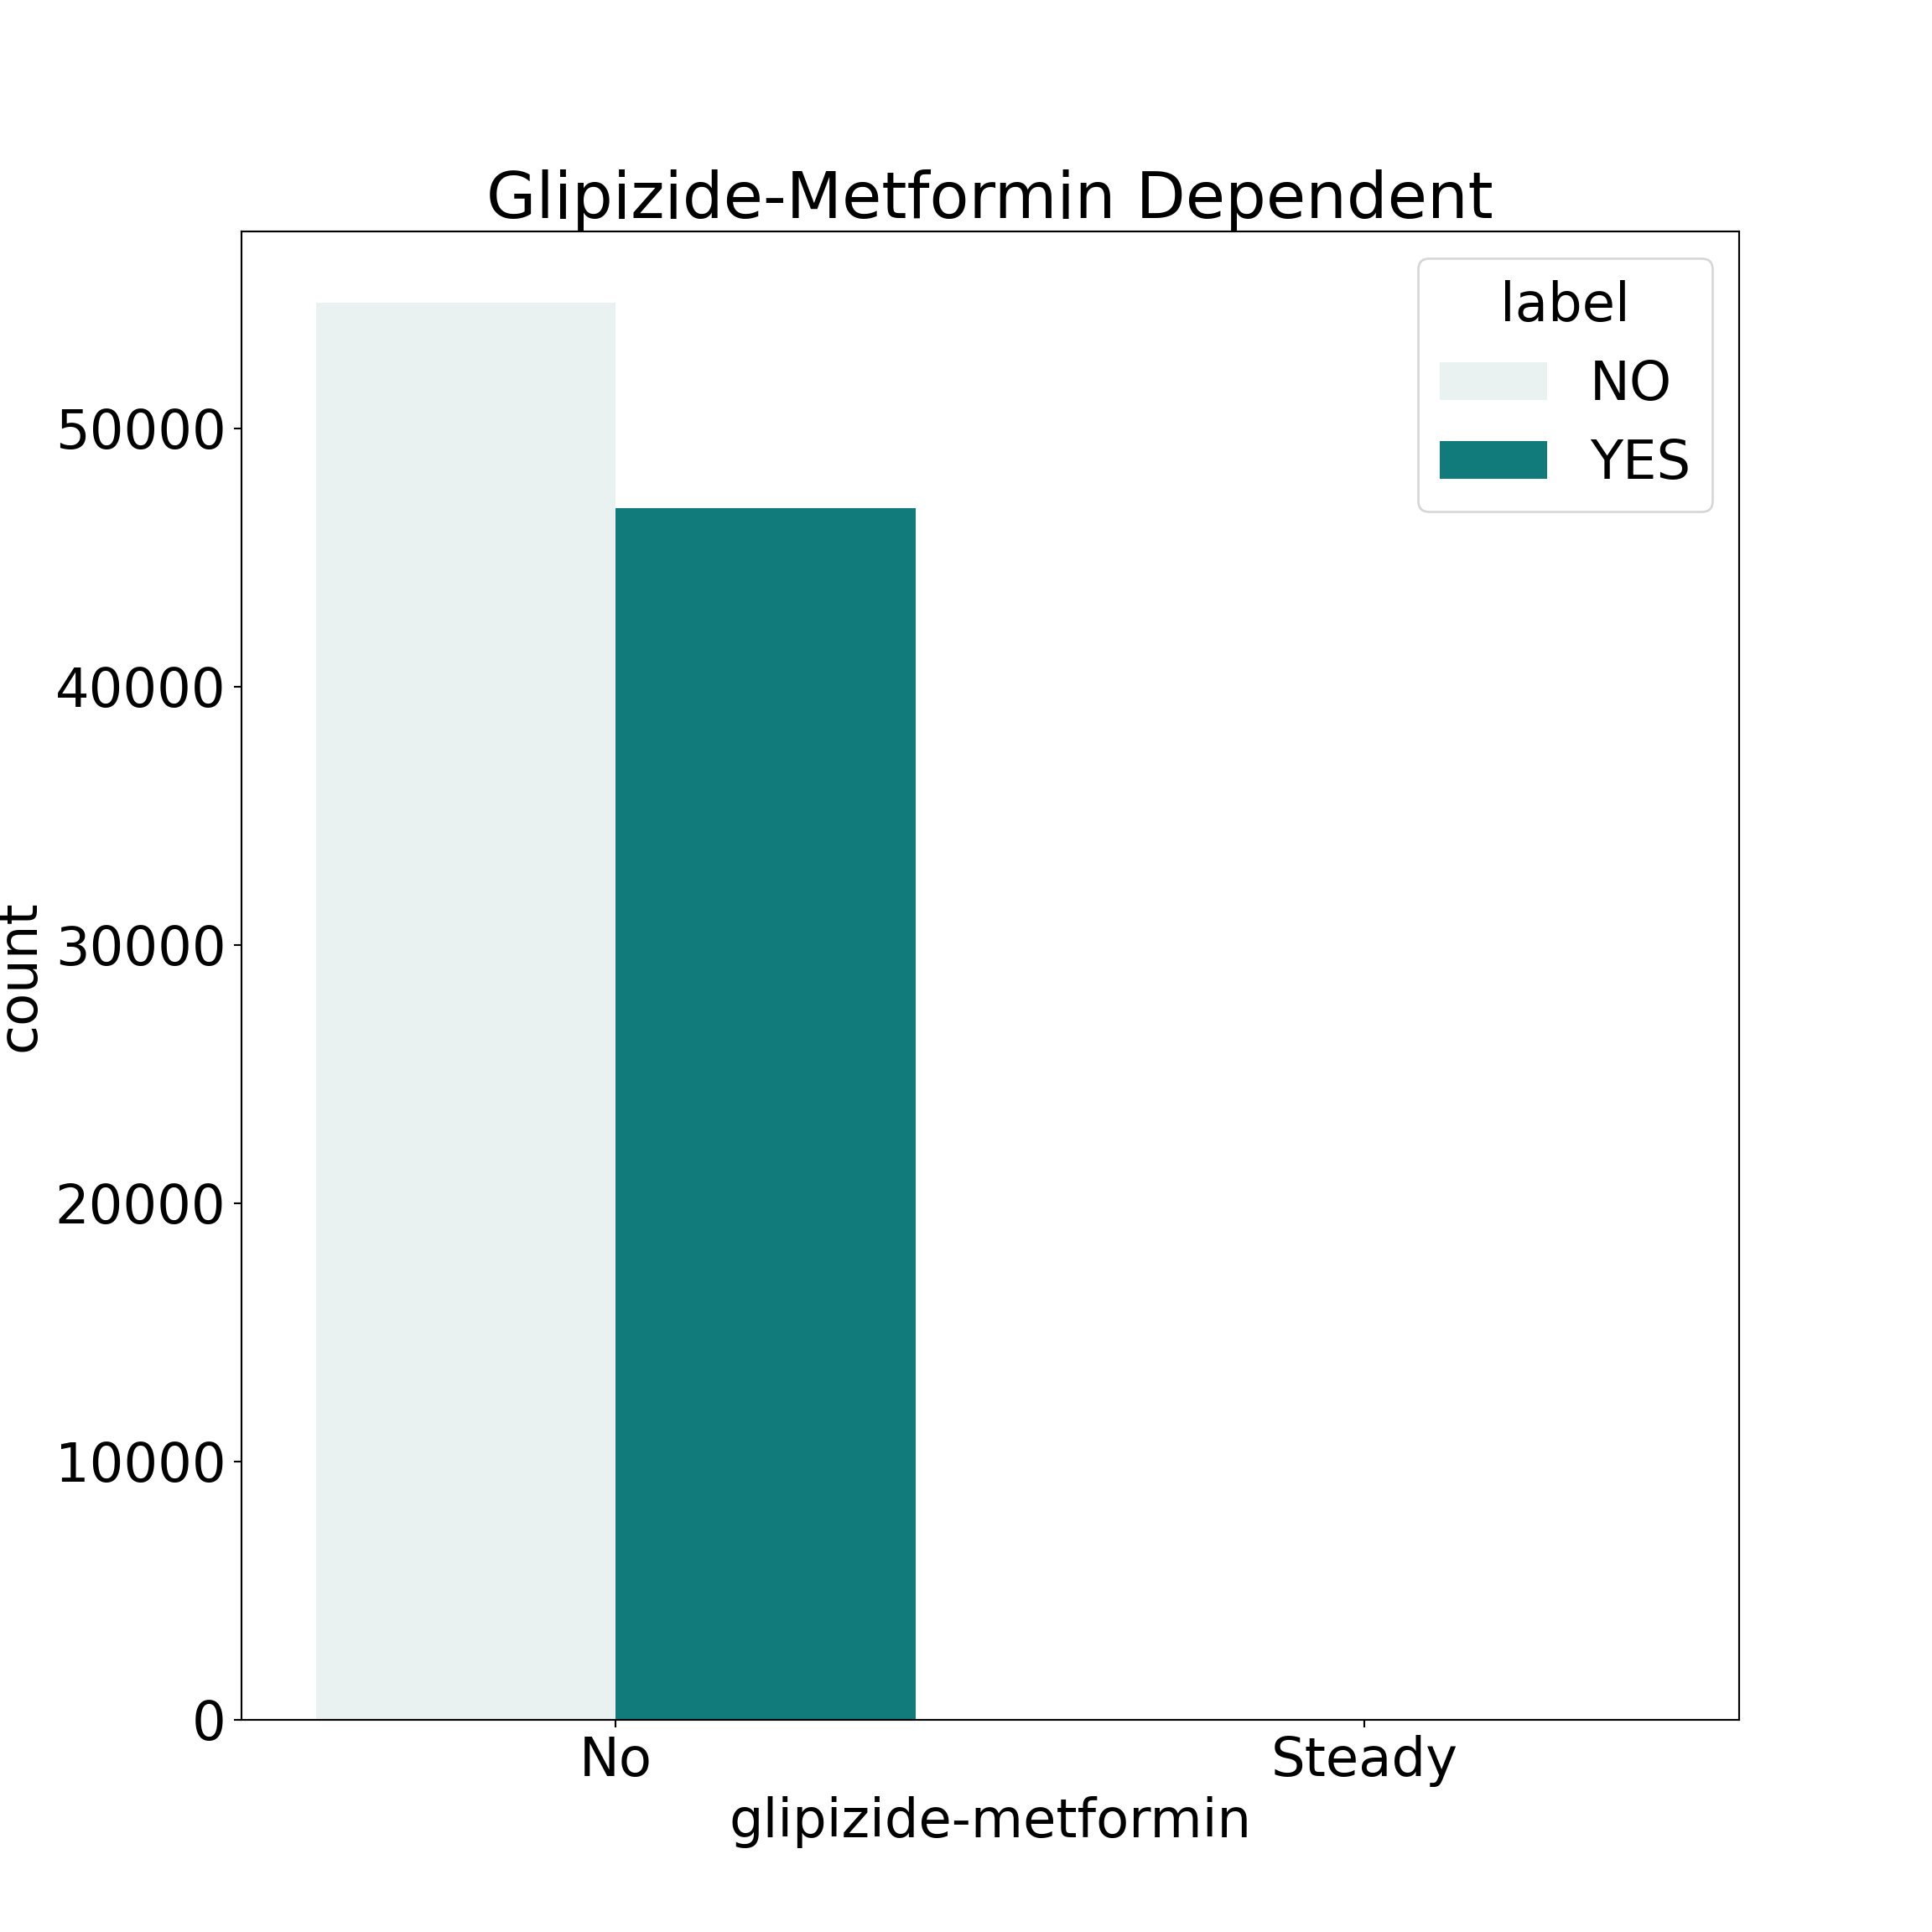 Glipizide-Metformin Dependent
label
NO
YES
50000
40000
30000
20000
10000
0
count
No
Steady
glipizide-metformin